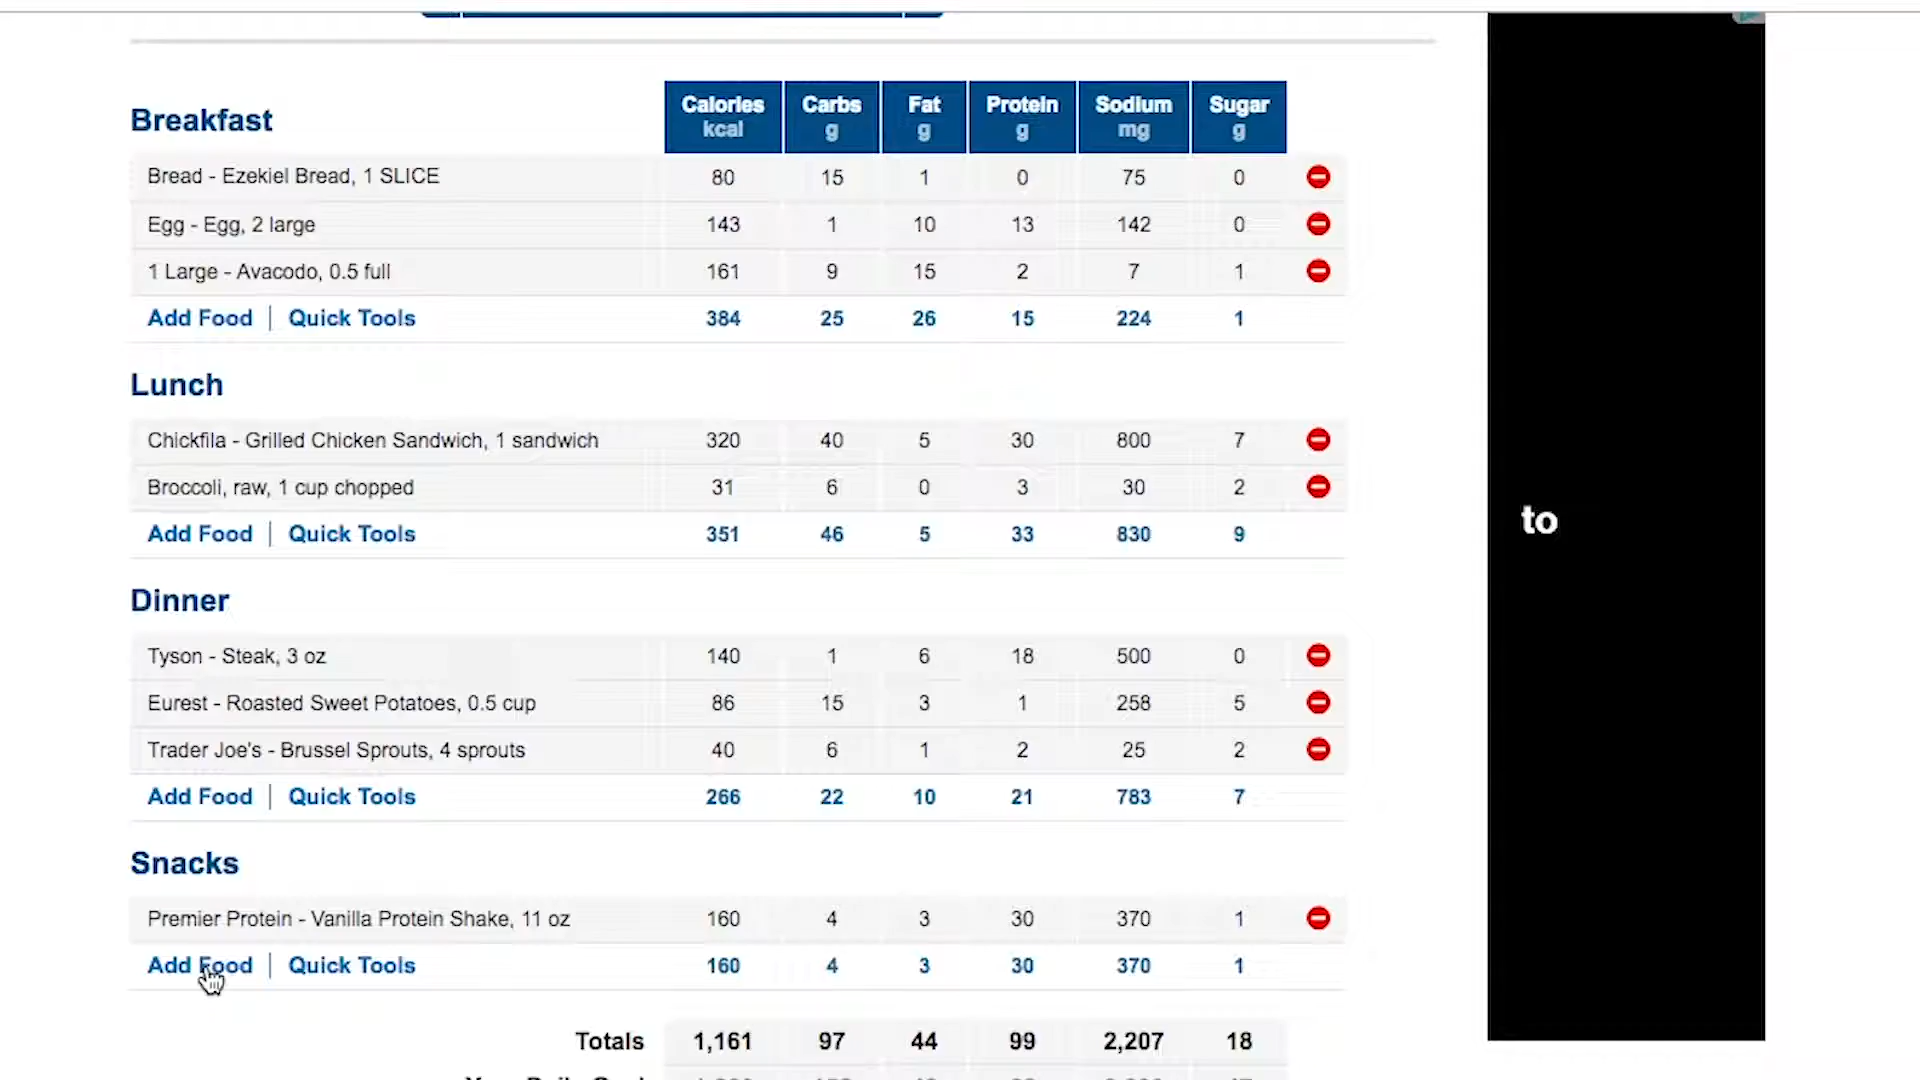 Breakfast Calories kcal Carbs g Fat g Protein g Sodium mg Sugar g
Bread - Ezekiel Bread, 1 SLICE 80 15 1 0 75 0
Egg - Egg, 2 large 143 1 10 13 142 0
1 Large - Avacodo, 0.5 full 161 9 15 2 7 1
Add Food | Quick Tools 384 25 26 15 224 1
Lunch
Chickfila - Grilled Chicken Sandwich, 1 sandwich 320 40 5 30 800 7
Broccoli, raw, 1 cup chopped 31 6 0 3 30 2
Add Food | Quick Tools 351 46 5 33 830 9
to
Dinner
Tyson - Steak, 3 oz 140 1 6 18 500 0
Eurest - Roasted Sweet Potatoes, 0.5 cup 86 15 3 1 258 5
Trader Joe's - Brussel Sprouts, 4 sprouts 40 6 1 2 25 2
Add Food | Quick Tools 266 22 10 21 783 7
Snacks
Premier Protein - Vanilla Protein Shake, 11 oz 160 4 3 30 370 1
Add Food | Quick Tools 160 4 3 30 370 1
Totals 1,161 97 44 99 2,207 18